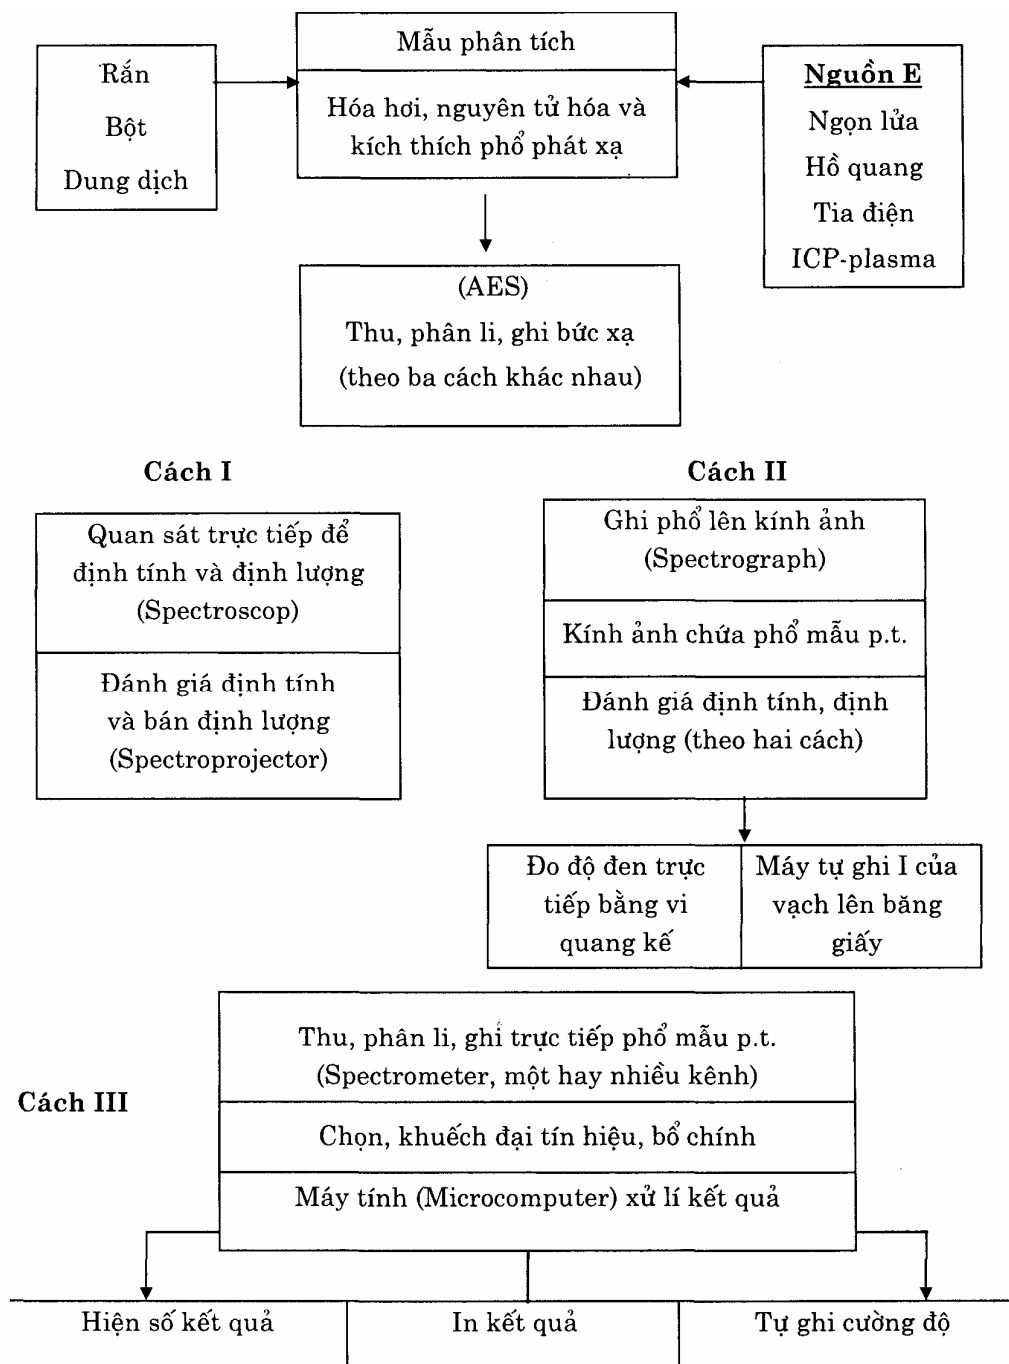 Mẫu phân tích
Rắn
Bột
Dung dịch
Hóa hơi, nguyên tử hóa và
kích thích phổ phát xạ
Nguồn E
Ngọn lửa
Hồ quang
Tia điện
ICP-plasma
(AES)
Thu, phân li, ghi bức xạ
(theo ba cách khác nhau)
Cách I
Quan sát trực tiếp để
định tính và định lượng
(Spectroscop)
Đánh giá định tính
và bán định lượng
(Spectroprojector)
Cách II
Ghi phổ lên kính ảnh
(Spectrograph)
Kính ảnh chứa phổ mẫu p.t.
Đánh giá định tính, định
lượng (theo hai cách)
Đo độ đen trực
tiếp bằng vi
quang kế
Máy tự ghi I của
vạch lên băng
giấy
Cách III
Thu, phân li, ghi trực tiếp phổ mẫu p.t.
(Spectrometer, một hay nhiều kênh)
Chọn, khuếch đại tín hiệu, bổ chính
Máy tính (Microcomputer) xử lí kết quả
Hiện số kết quả
In kết quả
Tự ghi cường độ